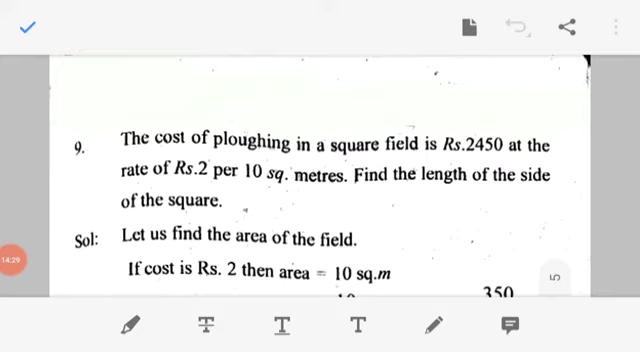 9. The cost of ploughing in a square field is Rs.2450 at the
rate of Rs.2 per 10 sq. metres. Find the length of the side
of the square.
Sol: Let us find the area of the field.
14:29
If cost is Rs. 2 then area = 10 sq.m
5
350
T T T